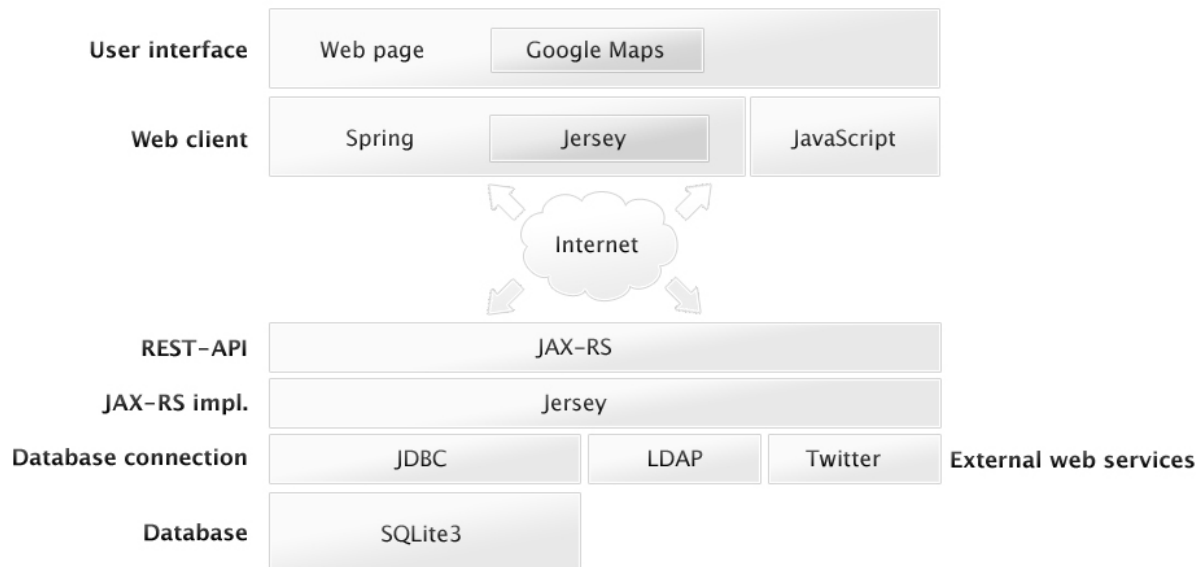 User interface
Web page
Google Maps
Web client
Spring
Jersey
JavaScript
Internet
REST-API
JAX-RS
JAX-RS impl.
Jersey
Database connection
JDBC
LDAP
Twitter
External web services
Database
SQLite3